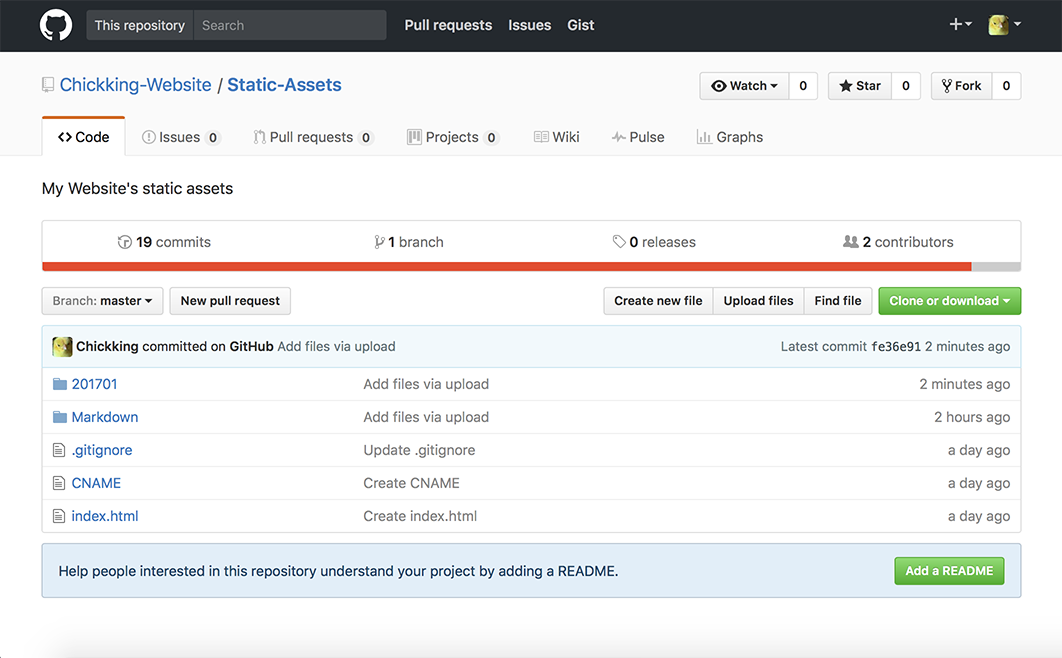 This repository Search Pull requests Issues Gist
Chickking-Website / Static-Assets Watch 0 Star 0 Fork 0
Code Issues 0 Pull requests 0 Projects 0 Wiki Pulse Graphs
My Website's static assets
19 commits 1 branch 0 releases 2 contributors
Branch: master New pull request Create new file Upload files Find file Clone or download
Chickking committed on GitHub Add files via upload Latest commit fe36e91 2 minutes ago
201701 Add files via upload 2 minutes ago
Markdown Add files via upload 2 hours ago
.gitignore Update .gitignore a day ago
CNAME Create CNAME a day ago
index.html Create index.html a day ago
Help people interested in this repository understand your project by adding a README. Add a README